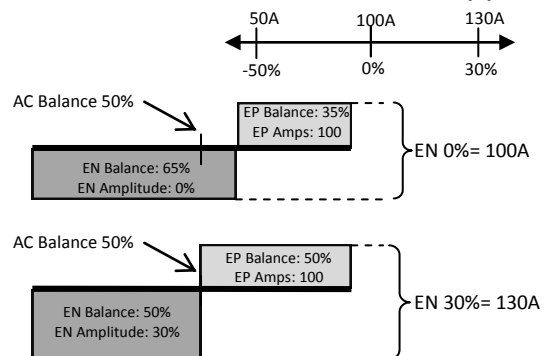 50A 100A 130A
-50% 0% 30%
AC Balance 50%
EP Balance: 35%
EP Amps: 100
EN Balance: 65%
EN Amplitude: 0%
EN 0%= 100A
AC Balance 50%
EP Balance: 50%
EP Amps: 100
EN Balance: 50%
EN Amplitude: 30%
EN 30%= 130A